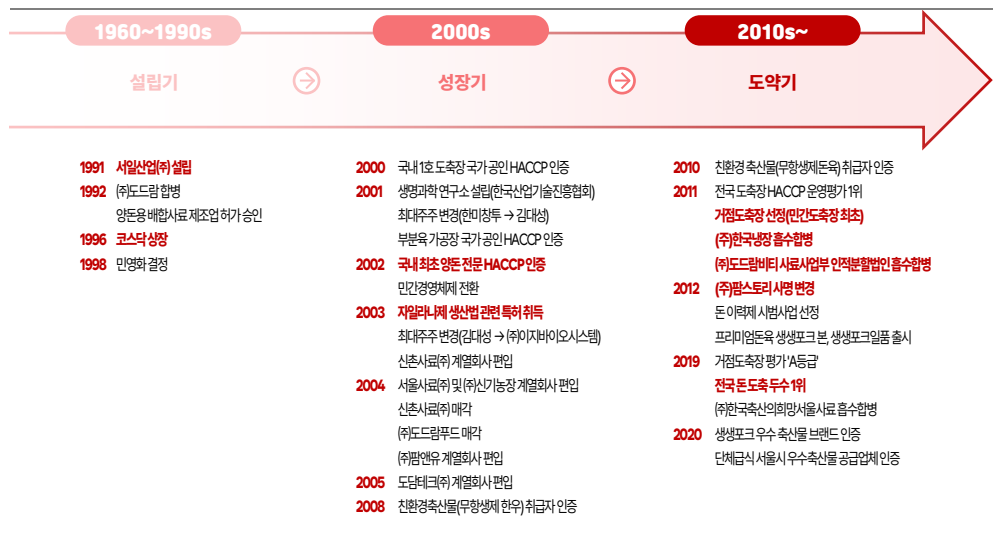 1960~1990s
설립기
1991 서일산업(주) 설립
1992 ㈜도드람 합병
양돈용 배합사료 제조업 허가 승인
1996 코스닥 상장
1998 민영화 결정
2000s
성장기
2000 국내 1호 도축장 국가 공인 HACCP 인증
2001 생명과학 연구소 설립(한국산업기술진흥협회)
최대주주 변경(한미창투 → 김대성)
부분육 가공장 국가 공인 HACCP 인증
2002 국내 최초 양돈 전문 HACCP 인증
민간경영체제 전환
2003 자일라나제 생산법 관련 특허 취득
최대주주 변경(김대성 → ㈜이지바이오시스템)
신촌사료㈜ 계열회사 편입
2004 서울사료㈜ 및 ㈜신기농장 계열회사 편입
신촌사료㈜ 매각
㈜도드람푸드 매각
㈜팜앤유 계열회사 편입
2005 도담테크㈜ 계열회사 편입
2008 친환경축산물(무항생제 한우) 취급자 인증
2010s~
도약기
2010 친환경 축산물(무항생제돈육) 취급자 인증
2011 전국 도축장 HACCP 운영평가 1위
거점도축장 선정(민간도축장 최초)
(주)한국냉장 흡수합병
㈜도드람비티 사료사업부 인적분할법인 흡수합병
2012 (주)팜스토리 사명 변경
돈 이력제 시범사업 선정
프리미엄돈육 생생포크 본, 생생포크일품 출시
2019 거점도축장 평가 'A등급'
전국 돈 도축 두수 1위
㈜한국축산의희망서울사료 흡수합병
2020 생생포크 우수 축산물 브랜드 인증
단체급식 서울시 우수축산물 공급업체 인증